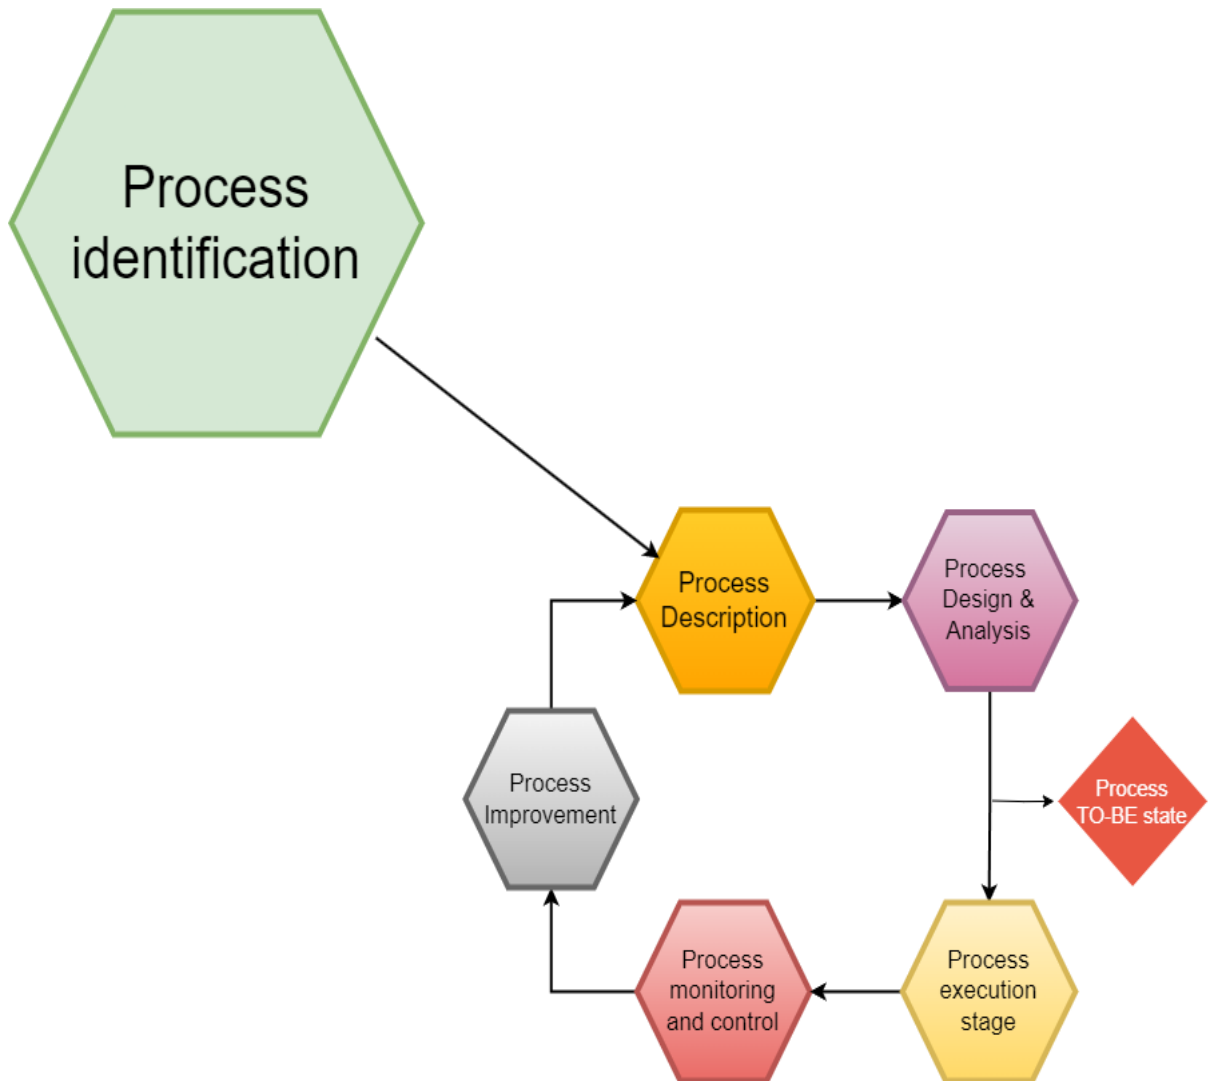 Process
identification
Process
Description
Process
Design &
Analysis
Process
Improvement
Process
TO-BE state
Process
monitoring
and control
Process
execution
stage